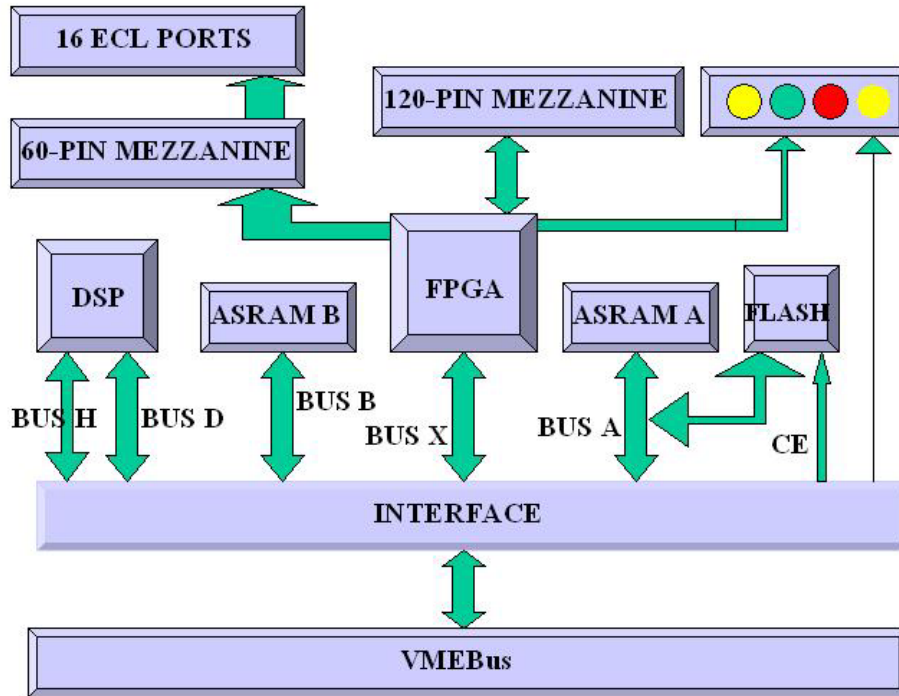 16 ECL PORTS
120-PIN MEZZANINE
60-PIN MEZZANINE
DSP
ASRAM B
FPGA
ASRAM A
FLASH
BUS H
BUS D
BUS B
BUS X
BUS A
CE
INTERFACE
VMEBus